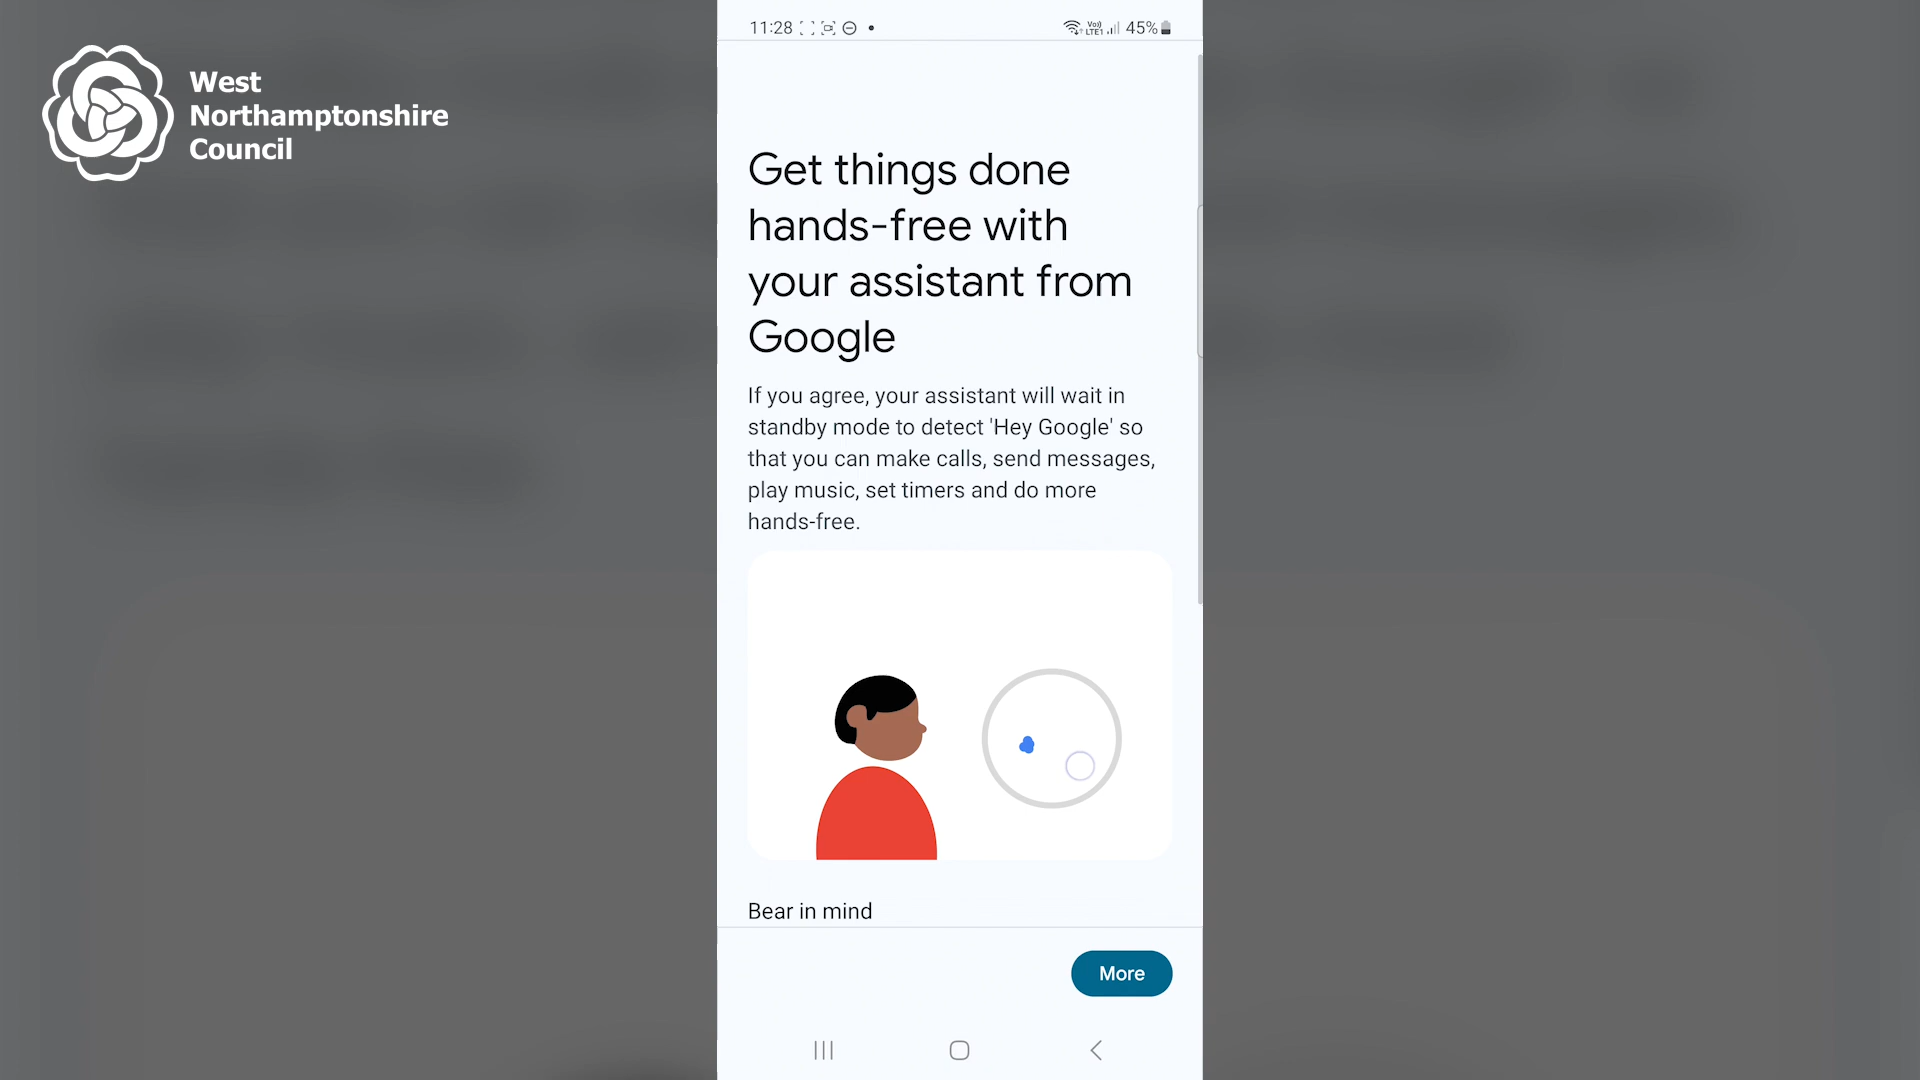 West
Northamptonshire
Council
11:28
Vo))
LTE1
45%
Get things done
hands-free with
your assistant from
Google
If you agree, your assistant will wait in
standby mode to detect 'Hey Google' so
that you can make calls, send messages,
play music, set timers and do more
hands-free.
Bear in mind
More